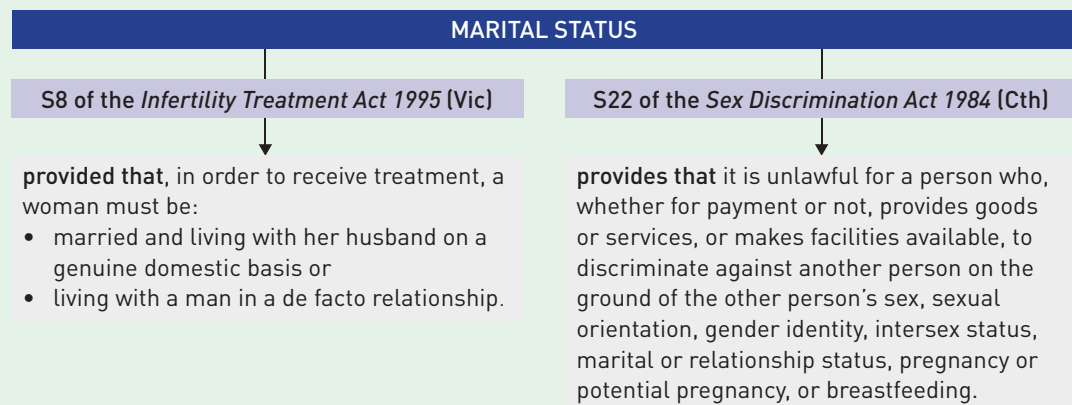 MARITAL STATUS
S8 of the Infertility Treatment Act 1995 (Vic)
provided that, in order to receive treatment, a
woman must be:
• married and living with her husband on a
genuine domestic basis or
• living with a man in a de facto relationship.
S22 of the Sex Discrimination Act 1984 (Cth)
provides that it is unlawful for a person who,
whether for payment or not, provides goods
or services, or makes facilities available, to
discriminate against another person on the
ground of the other person's sex, sexual
orientation, gender identity, intersex status,
marital or relationship status, pregnancy or
potential pregnancy, or breastfeeding.